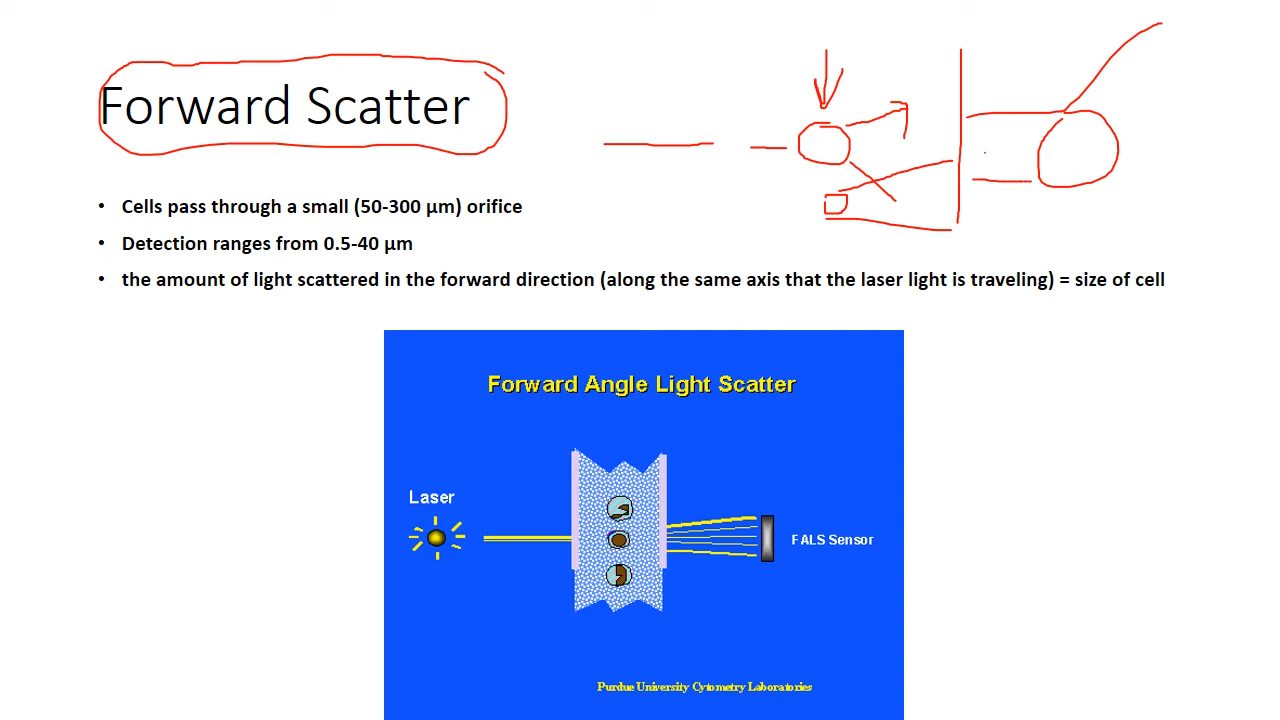 Forward Scatter
• Cells pass through a small (50-300 µm) orifice
• Detection ranges from 0.5-40 µm
• the amount of light scattered in the forward direction (along the same axis that the laser light is traveling) = size of cell
Forward Angle Light Scatter
Laser
FALS Sensor
Purdue University Cytometry Laboratories